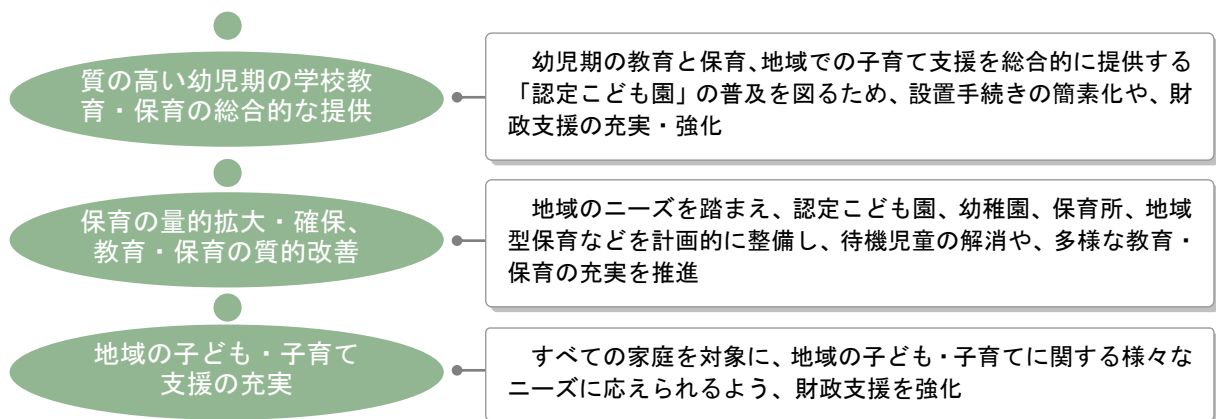 質の高い幼児期の学校教
育・保育の総合的な提供
幼児期の教育と保育、地域での子育て支援を総合的に提供する
「認定こども園」の普及を図るため、設置手続きの簡素化や、財
政支援の充実・強化
保育の量的拡大・確保、
教育・保育の質的改善
地域のニーズを踏まえ、認定こども園、幼稚園、保育所、地域
型保育などを計画的に整備し、待機児童の解消や、多様な教育・
保育の充実を推進
地域の子ども・子育て
支援の充実
すべての家庭を対象に、地域の子ども・子育てに関する様々な
ニーズに応えられるよう、財政支援を強化